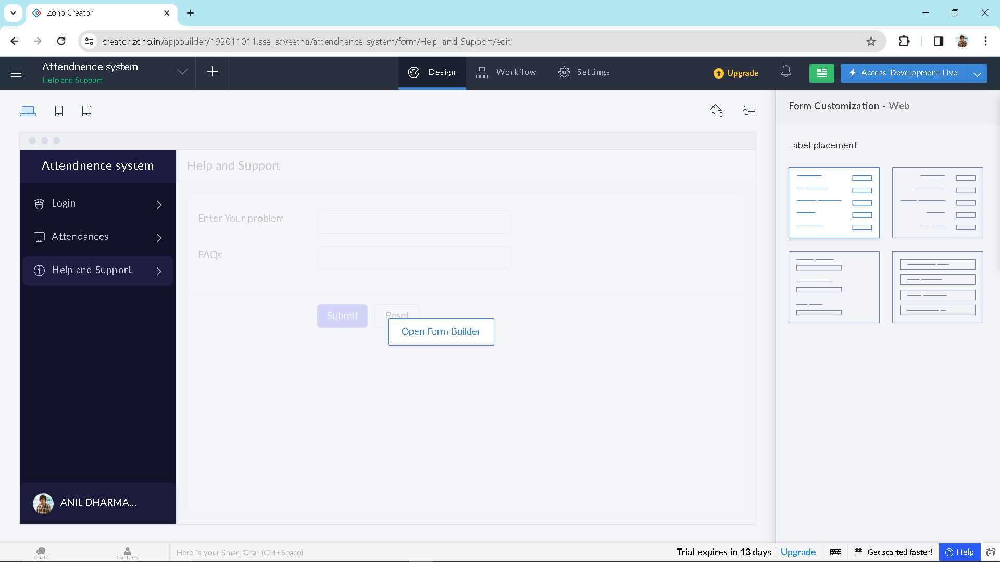 Zoho Creator
creator.zoho.in/appbuilder/192011011.sse_saveetha/attendnence-system/form/Help_and_Support/edit
Attendnence system
Help and Support
Design
Workflow
Settings
Upgrade
Access Development Live
Form Customization - Web
Label placement
Attendnence system
Login
Attendances
Help and Support
ANIL DHARMA...
Help and Support
Enter Your problem
FAQs
Submit
Reset
Open Form Builder
Chats
Contacts
Here is your Smart Chat (Ctrl+Space)
Trial expires in 13 days | Upgrade
Get started faster!
Help